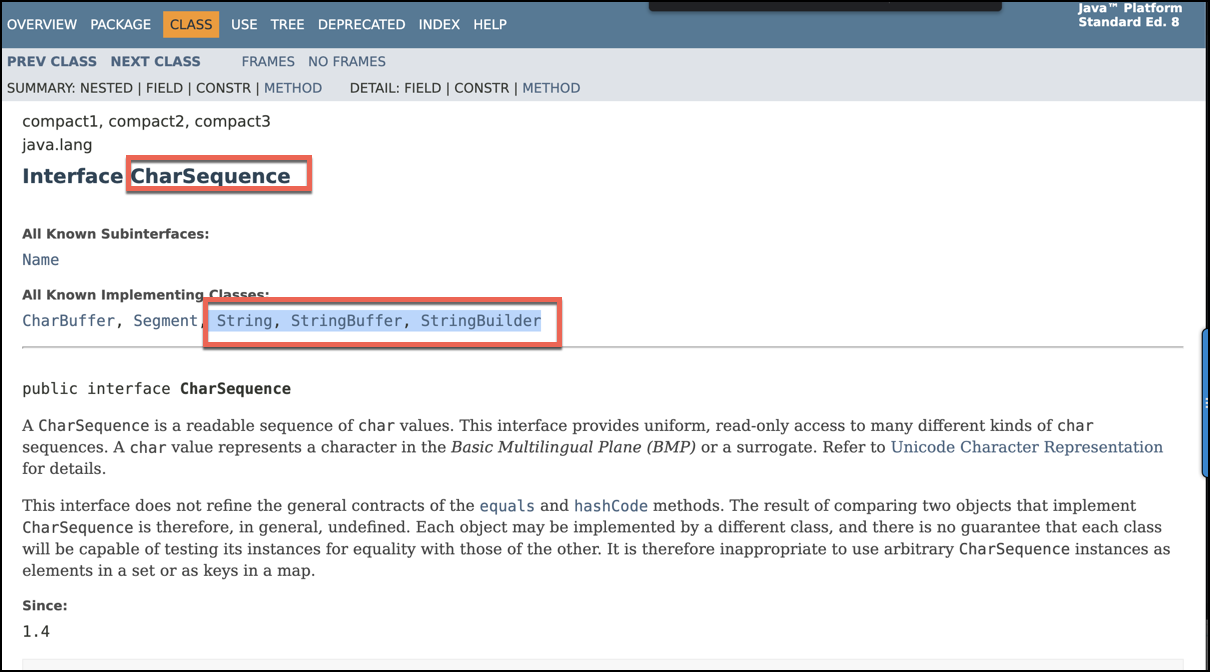 Java™ Platform
Standard Ed. 8
OVERVIEW PACKAGE CLASS USE TREE DEPRECATED INDEX HELP
PREV CLASS NEXT CLASS FRAMES NO FRAMES
SUMMARY: NESTED | FIELD | CONSTR | METHOD DETAIL: FIELD | CONSTR | METHOD
compact1, compact2, compact3
java.lang
Interface CharSequence
All Known Subinterfaces:
Name
All Known Implementing Classes:
CharBuffer, Segment, String, StringBuffer, StringBuilder
public interface CharSequence
A CharSequence is a readable sequence of char values. This interface provides uniform, read-only access to many different kinds of char
sequences. A char value represents a character in the Basic Multilingual Plane (BMP) or a surrogate. Refer to Unicode Character Representation
for details.
This interface does not refine the general contracts of the equals and hashCode methods. The result of comparing two objects that implement
CharSequence is therefore, in general, undefined. Each object may be implemented by a different class, and there is no guarantee that each class
will be capable of testing its instances for equality with those of the other. It is therefore inappropriate to use arbitrary CharSequence instances as
elements in a set or as keys in a map.
Since:
1.4